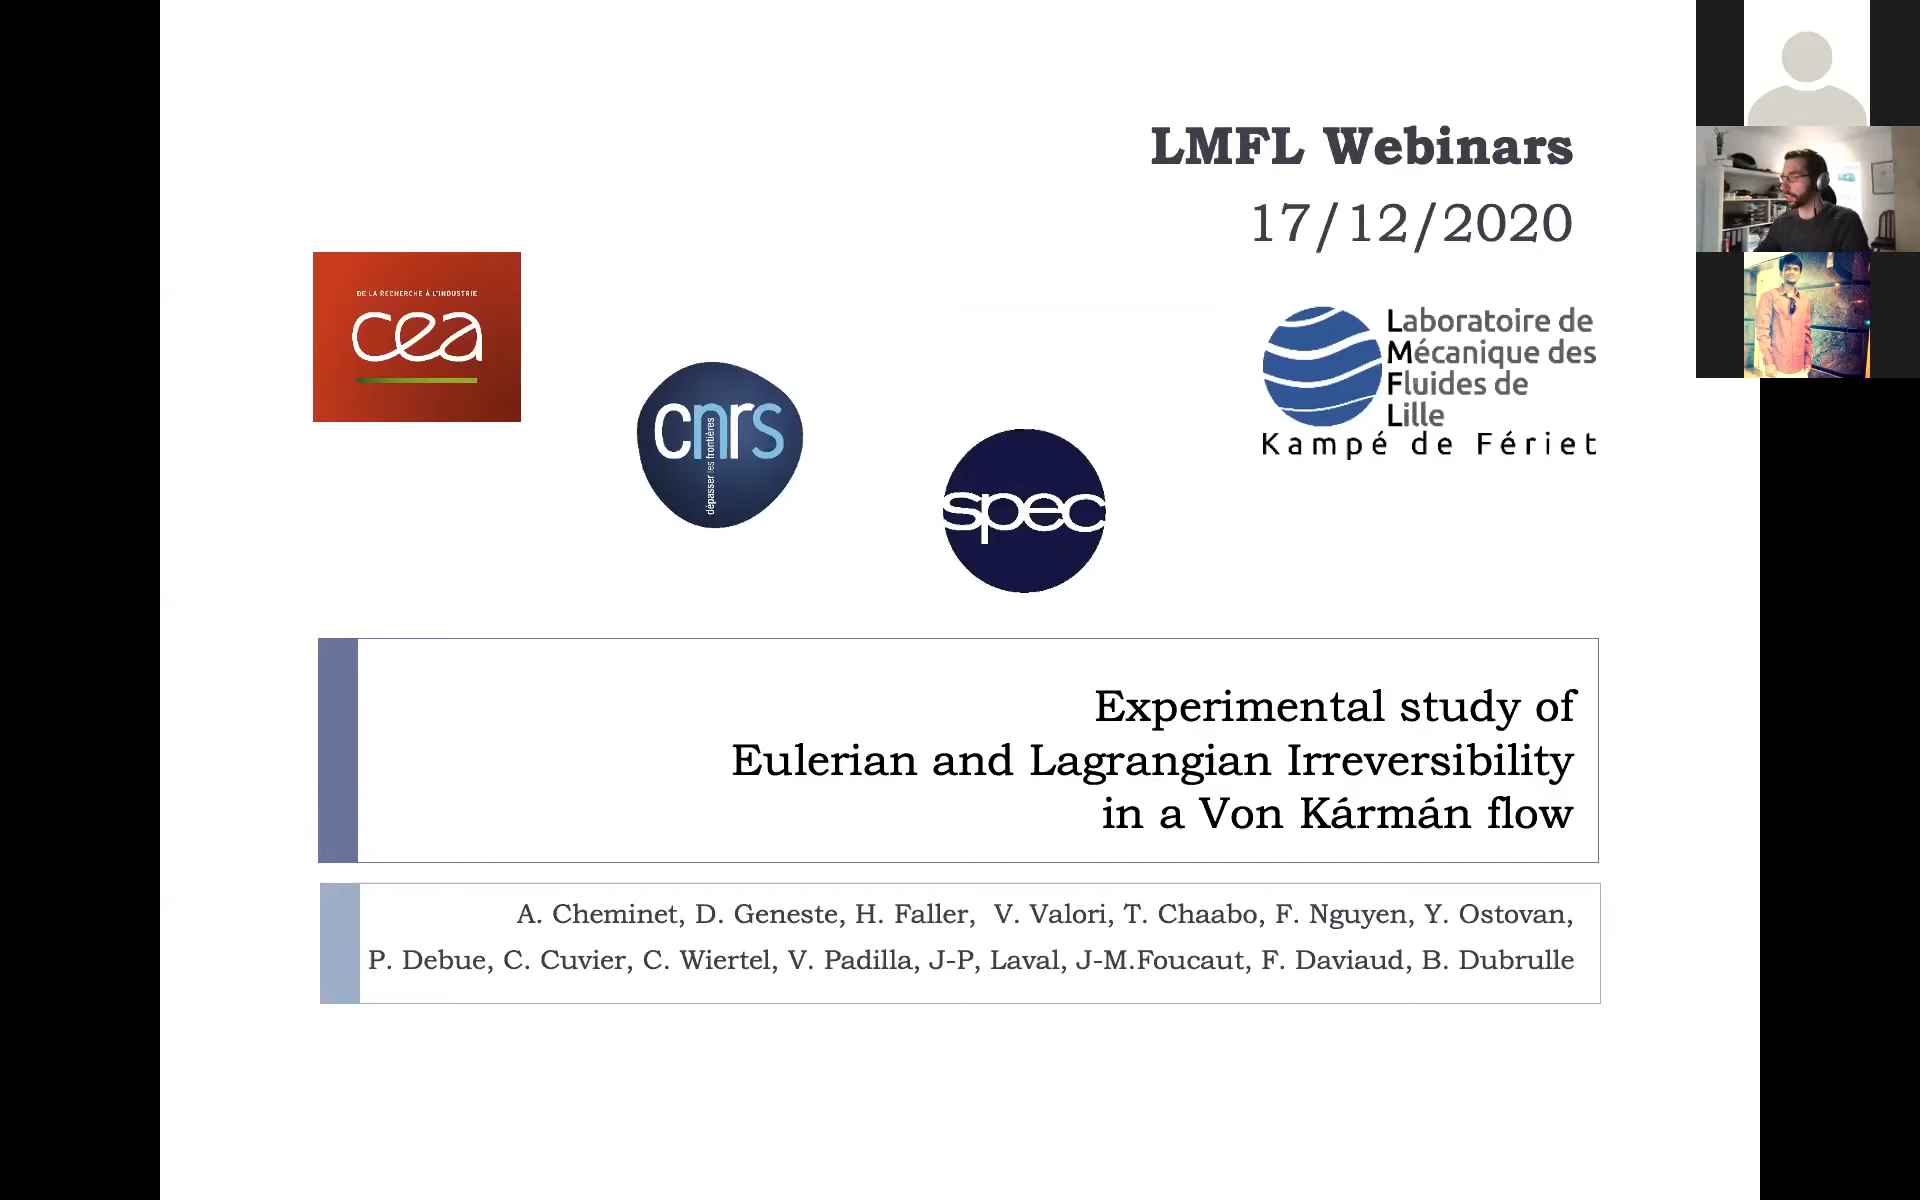 LMFL Webinars
17/12/2020
DE LA RECHERCHE À L'INDUSTRIE
cea
cnrs
dépasser les frontières
spec
Laboratoire de
Mécanique des
Fluides de
Lille
Kampé de Fériet
Experimental study of
Eulerian and Lagrangian Irreversibility
in a Von Kármán flow
A. Cheminet, D. Geneste, H. Faller, V. Valori, T. Chaabo, F. Nguyen, Y. Ostovan,
P. Debue, C. Cuvier, C. Wiertel, V. Padilla, J-P, Laval, J-M.Foucaut, F. Daviaud, B. Dubrulle